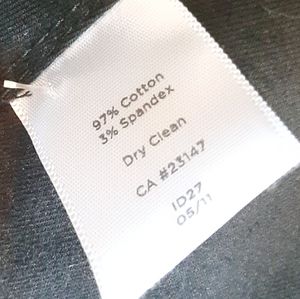 97% Cotton
3% Spandex
Dry Clean
CA #23147
ID27
05/11